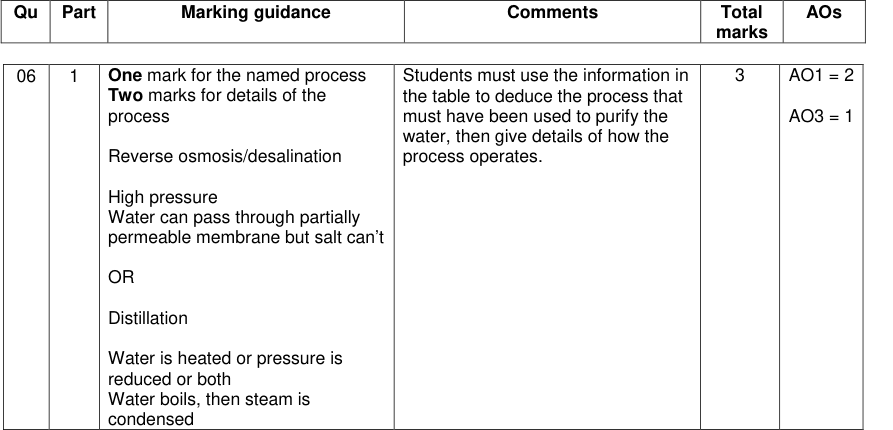 Qu Part Marking guidance Comments Total marks AOs
06 1
One mark for the named process
Two marks for details of the
process
Reverse osmosis/desalination
High pressure
Water can pass through partially
permeable membrane but salt can't
OR
Distillation
Water is heated or pressure is
reduced or both
Water boils, then steam is
condensed
Students must use the information in
the table to deduce the process that
must have been used to purify the
water, then give details of how the
process operates.
3
AO1 = 2
AO3 = 1